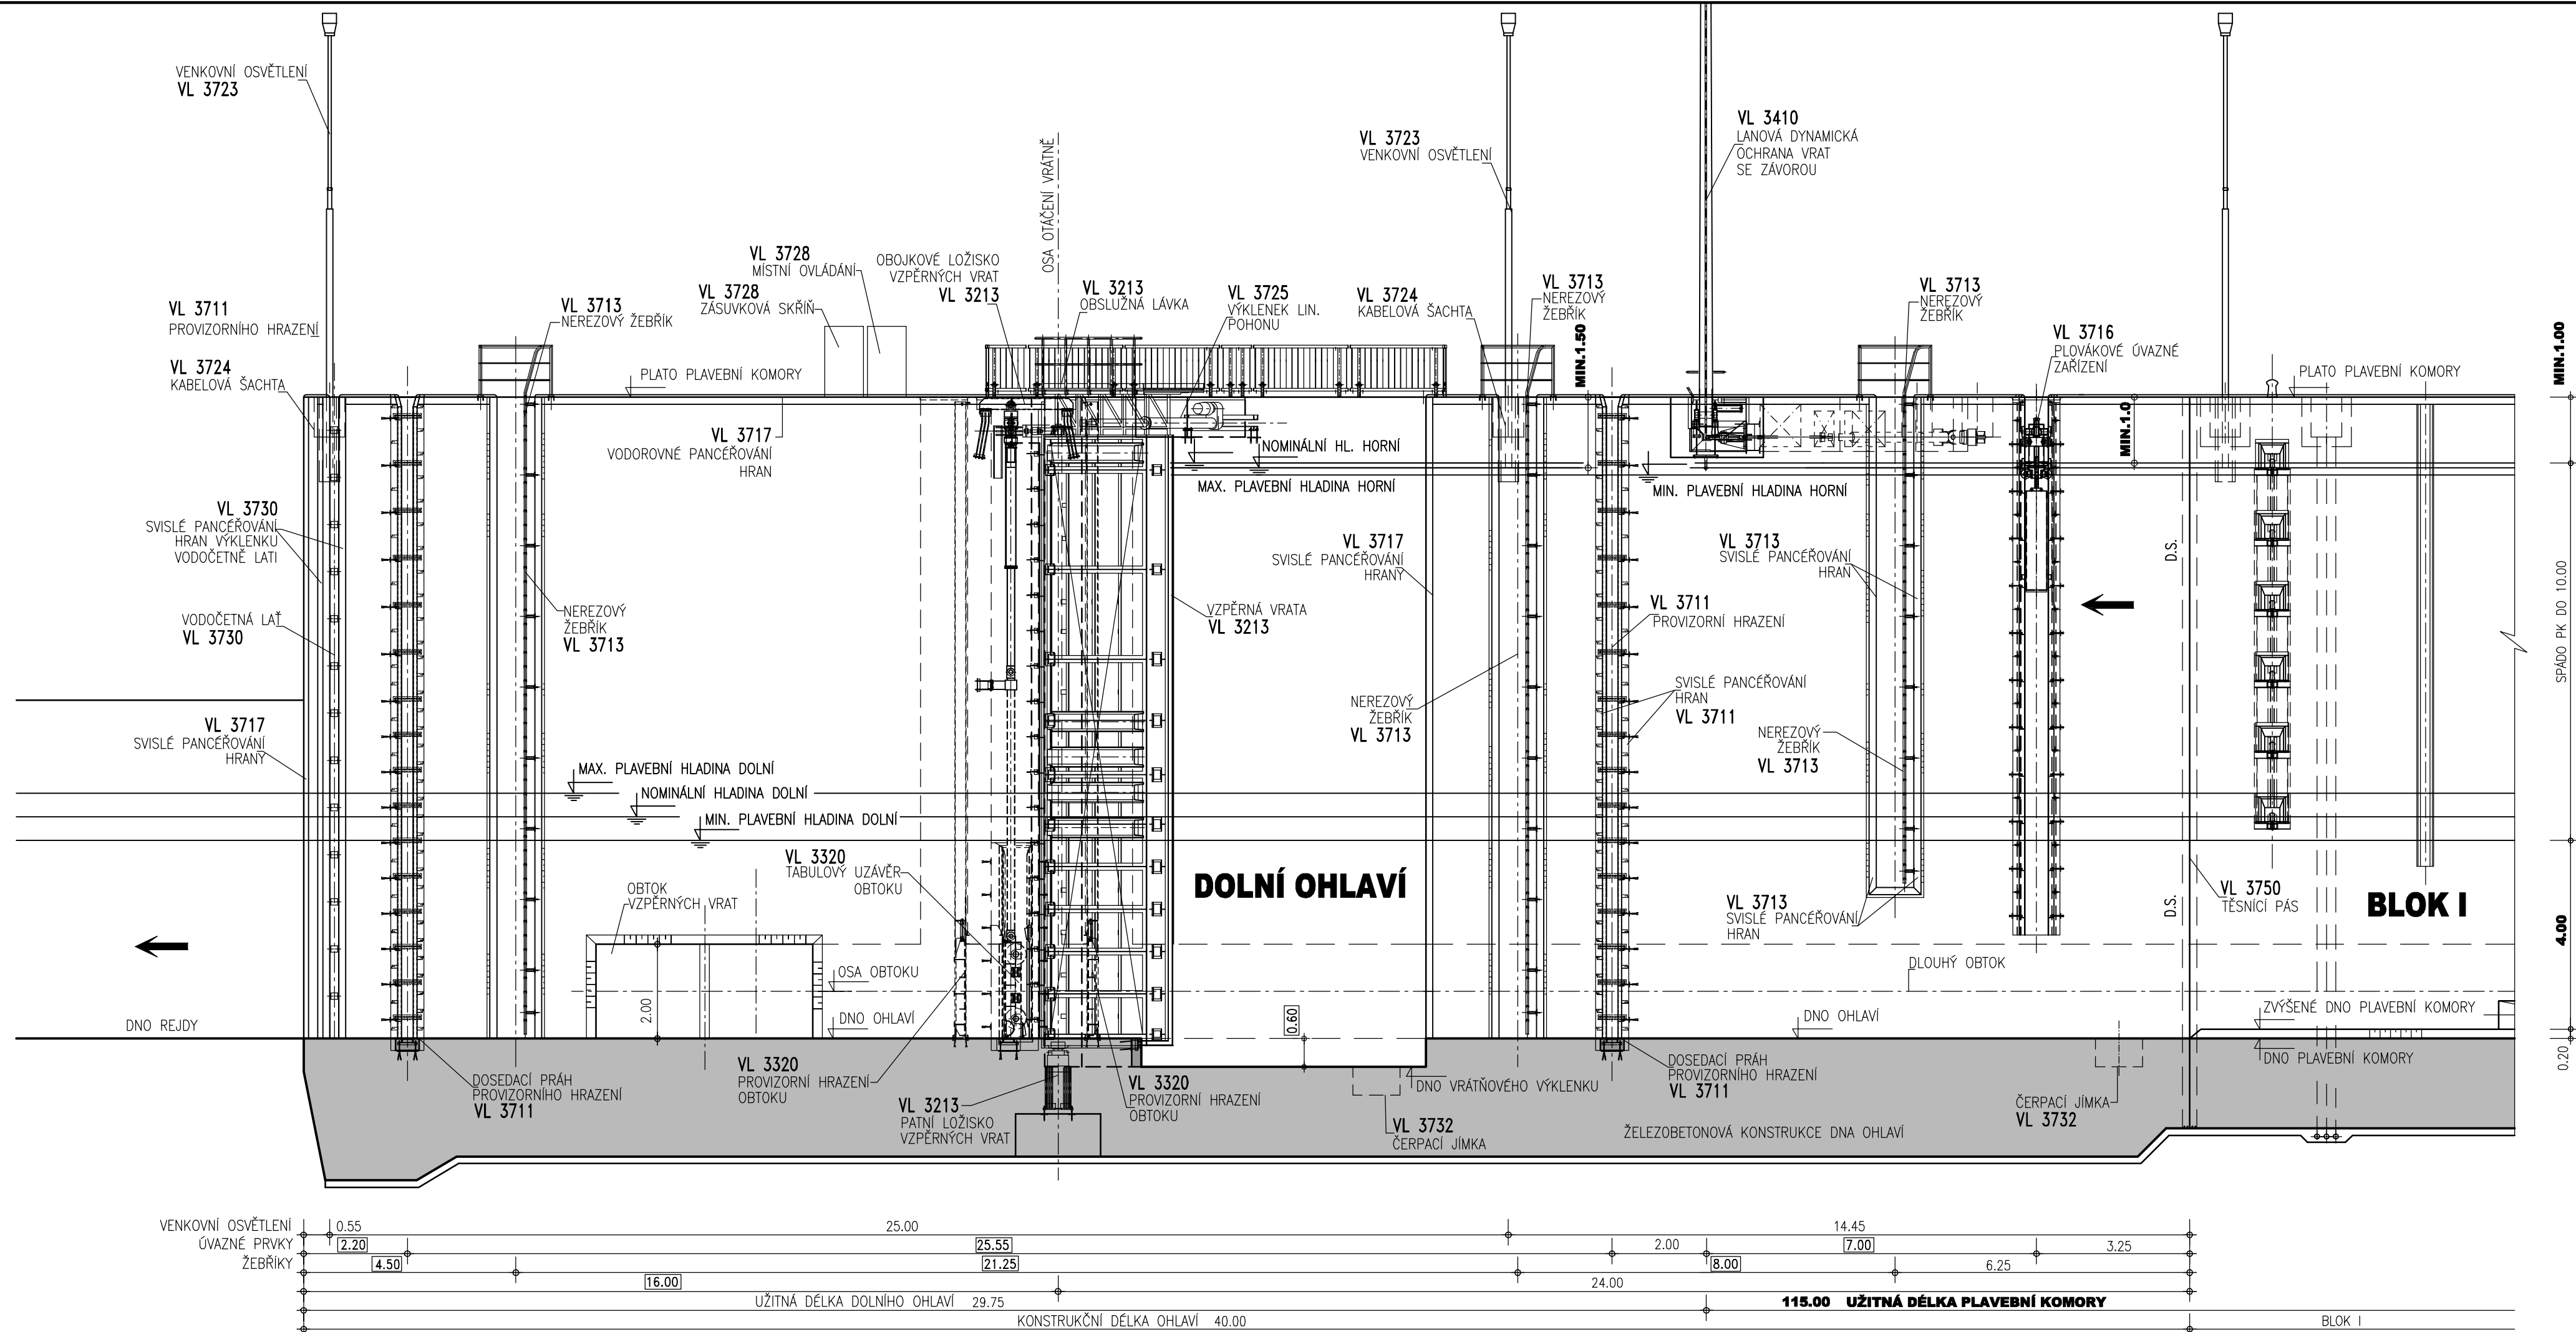 VENKOVNÍ OSVĚTLENÍ
VL 3723
VL 3723
VENKOVNÍ OSVĚTLENÍ
VL 3410
LANOVÁ DYNAMICKÁ
OCHRANA VRAT
SE ZÁVOROU
OSA OTÁČENÍ VRÁTNĚ
VL 3711
PROVIZORNÍHO HRAZENÍ
VL 3724
KABELOVÁ ŠACHTA
VL 3713
NEREZOVÝ ŽEBŘÍK
VL 3728
MÍSTNÍ OVLÁDÁNÍ
VL 3728
ZÁSUVKOVÁ SKŘÍŇ
OBOJKOVÉ LOŽISKO
VZPĚRNÝCH VRAT
VL 3213
VL 3213
OBSLUŽNÁ LÁVKA
VL 3725
VÝKLENEK LIN.
POHONU
VL 3724
KABELOVÁ ŠACHTA
VL 3713
NEREZOVÝ
ŽEBŘÍK
MIN.1.50
VL 3713
NEREZOVÝ
ŽEBŘÍK
VL 3716
PLOVÁKOVÉ ÚVAZNÉ
ZAŘÍZENÍ
PLATO PLAVEBNÍ KOMORY
PLATO PLAVEBNÍ KOMORY
MIN.1.00
MIN.1.0
VL 3717
VODOROVNÉ PANCÉŘOVÁNÍ
HRAN
NOMINÁLNÍ HL. HORNÍ
MAX. PLAVEBNÍ HLADINA HORNÍ
MIN. PLAVEBNÍ HLADINA HORNÍ
VL 3730
SVISLÉ PANCÉŘOVÁNÍ
HRAN VÝKLENKU
VODOČETNĚ LATI
VODOČETNÁ LAŤ
VL 3730
NEREZOVÝ
ŽEBŘÍK
VL 3713
VL 3717
SVISLÉ PANCÉŘOVÁNÍ
HRANY
VZPĚRNÁ VRATA
VL 3213
VL 3711
PROVIZORNÍ HRAZENÍ
VL 3713
SVISLÉ PANCÉŘOVÁNÍ
HRAN
D.S.
SPÁDO PK DO 10.00
VL 3717
SVISLÉ PANCÉŘOVÁNÍ
HRANY
NEREZOVÝ
ŽEBŘÍK
VL 3713
SVISLÉ PANCÉŘOVÁNÍ
HRAN
VL 3711
NEREZOVÝ
ŽEBŘÍK
VL 3713
MAX. PLAVEBNÍ HLADINA DOLNÍ
NOMINÁLNÍ HLADINA DOLNÍ
MIN. PLAVEBNÍ HLADINA DOLNÍ
VL 3320
TABULOVÝ UZÁVĚR
OBTOKU
OBTOK
VZPĚRNÝCH VRAT
DOLNÍ OHLAVÍ
VL 3713
SVISLÉ PANCÉŘOVÁNÍ
HRAN
D.S.
VL 3750
TĚSNÍCÍ PÁS
BLOK I
4.00
OSA OBTOKU
DLOUHÝ OBTOK
2.00
DNO REJDY
DNO OHLAVÍ
0.60
DNO OHLAVÍ
ZVÝŠENÉ DNO PLAVEBNÍ KOMORY
DNO PLAVEBNÍ KOMORY
0.20
DOSEDACÍ PRÁH
PROVIZORNÍHO HRAZENÍ
VL 3711
VL 3320
PROVIZORNÍ HRAZENÍ
OBTOKU
VL 3213
PATNÍ LOŽISKO
VZPĚRNÝCH VRAT
VL 3320
PROVIZORNÍ HRAZENÍ
OBTOKU
DNO VRÁTŇOVÉHO VÝKLENKU
VL 3732
ČERPACÍ JÍMKA
DOSEDACÍ PRÁH
PROVIZORNÍHO HRAZENÍ
VL 3711
ŽELEZOBETONOVÁ KONSTRUKCE DNA OHLAVÍ
ČERPACÍ JÍMKA
VL 3732
VENKOVNÍ OSVĚTLENÍ 0.55 25.00 14.45
ÚVAZNÉ PRVKY 2.20 25.55 2.00 7.00 3.25
ŽEBŘÍKY 4.50 21.25 8.00 6.25
16.00 24.00
UŽITNÁ DÉLKA DOLNÍHO OHLAVÍ 29.75 115.00 UŽITNÁ DÉLKA PLAVEBNÍ KOMORY
KONSTRUKČNÍ DÉLKA OHLAVÍ 40.00 BLOK I